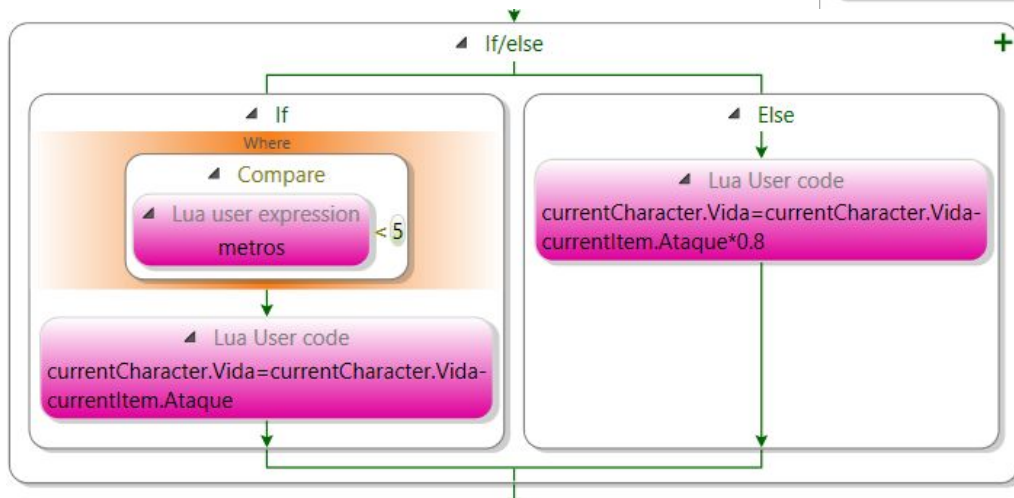 If/else
If
Where
Compare
Lua user expression
metros
< 5
Lua User code
currentCharacter.Vida=currentCharacter.Vida-
currentItem.Ataque
Else
Lua User code
currentCharacter.Vida=currentCharacter.Vida-
currentItem.Ataque*0.8